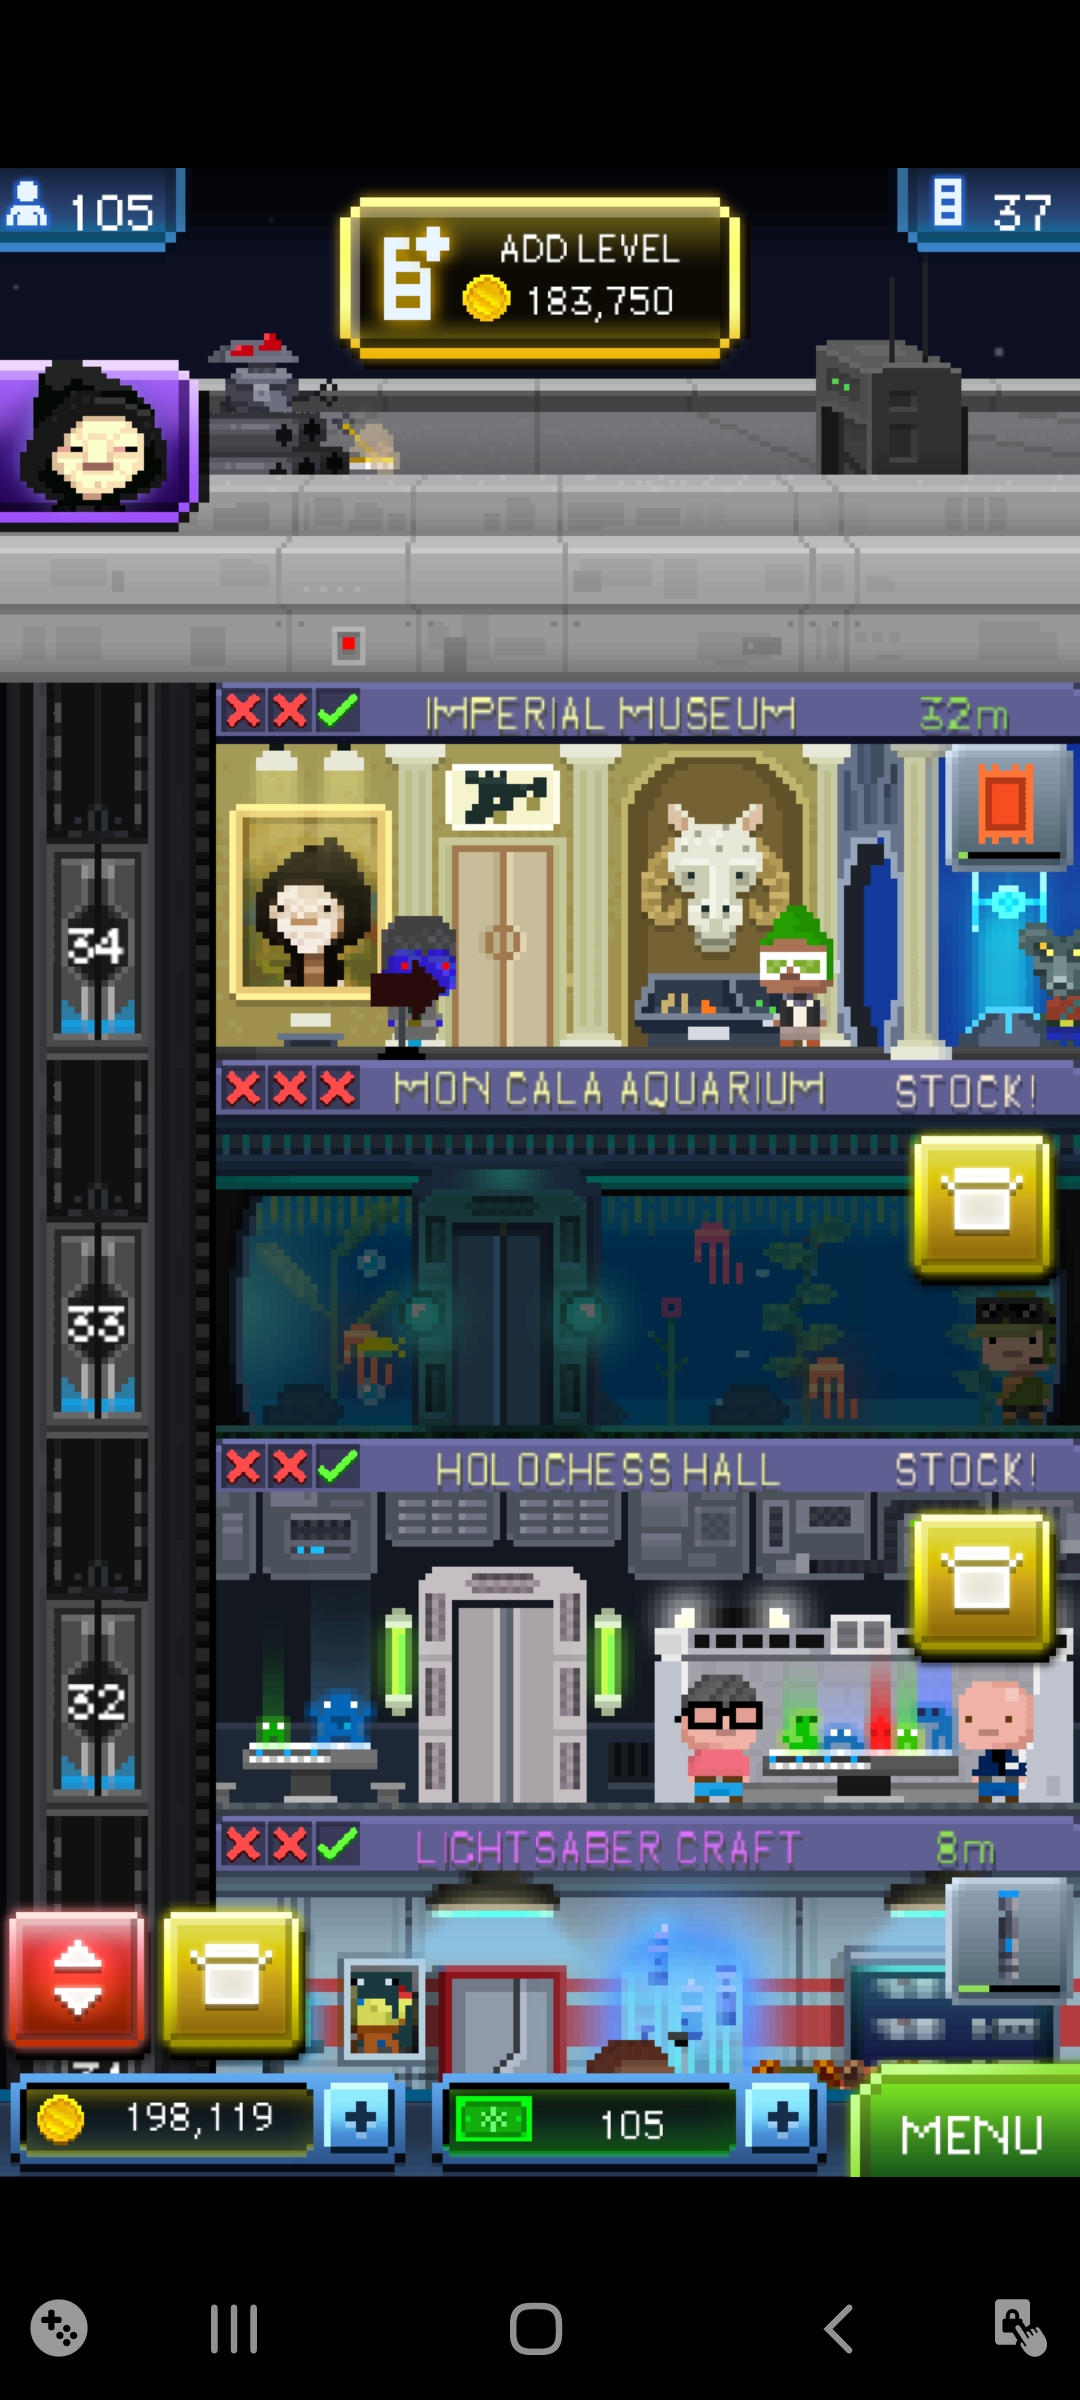 105
ADD LEVEL
183,750
37
IMPERIAL MUSEUM 32m
34
MON CALA AQUARIUM STOCK!
33
HOLOCHESS HALL STOCK!
32
LIGHTSABER CRAFT 8m
198,119
105
MENU